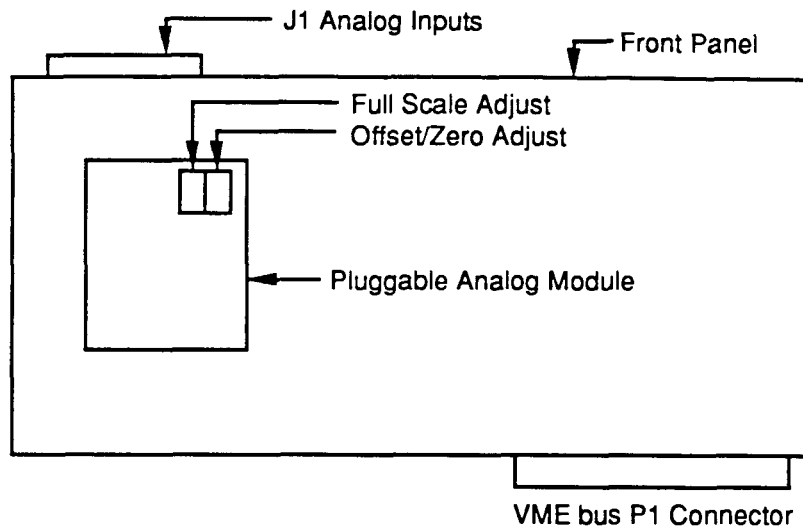 J1 Analog Inputs
Front Panel
Full Scale Adjust
Offset/Zero Adjust
Pluggable Analog Module
VME bus P1 Connector